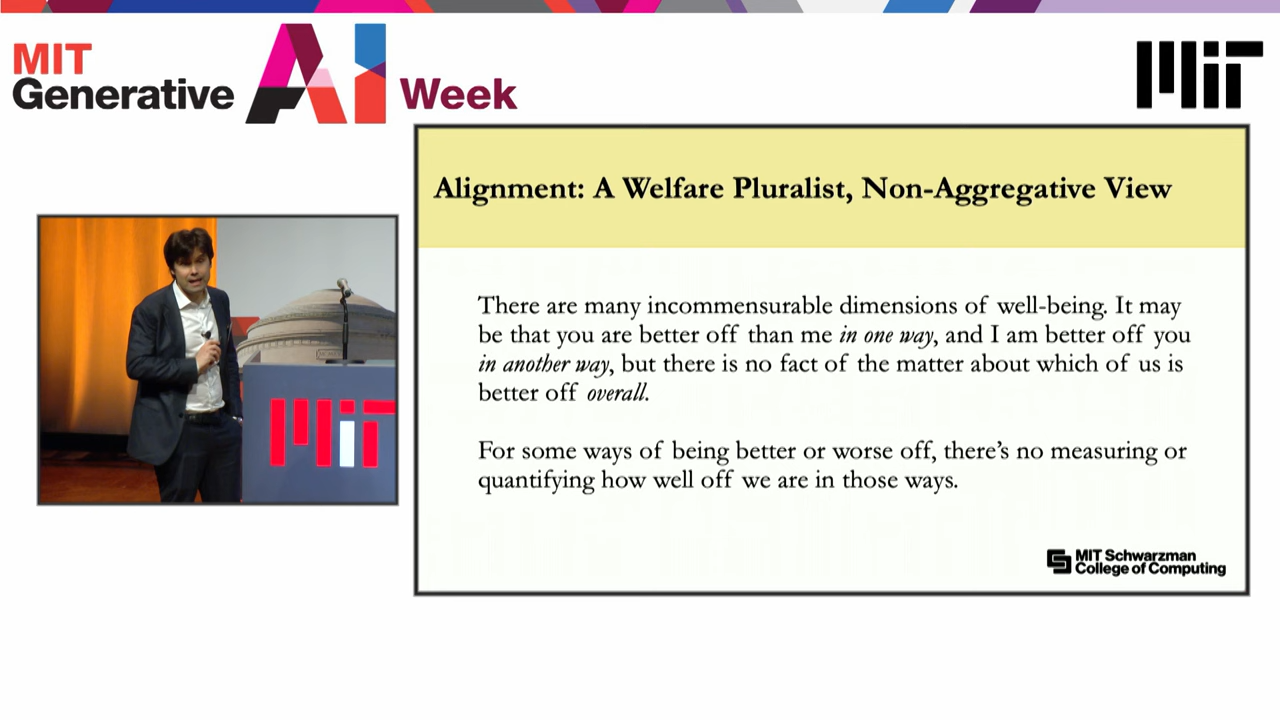 MIT
Generative AI Week
MIT
Alignment: A Welfare Pluralist, Non-Aggregative View
There are many incommensurable dimensions of well-being. It may
be that you are better off than me in one way, and I am better off you
in another way, but there is no fact of the matter about which of us is
better off overall.
For some ways of being better or worse off, there's no measuring or
quantifying how well off we are in those ways.
MIT
MIT Schwarzman
College of Computing